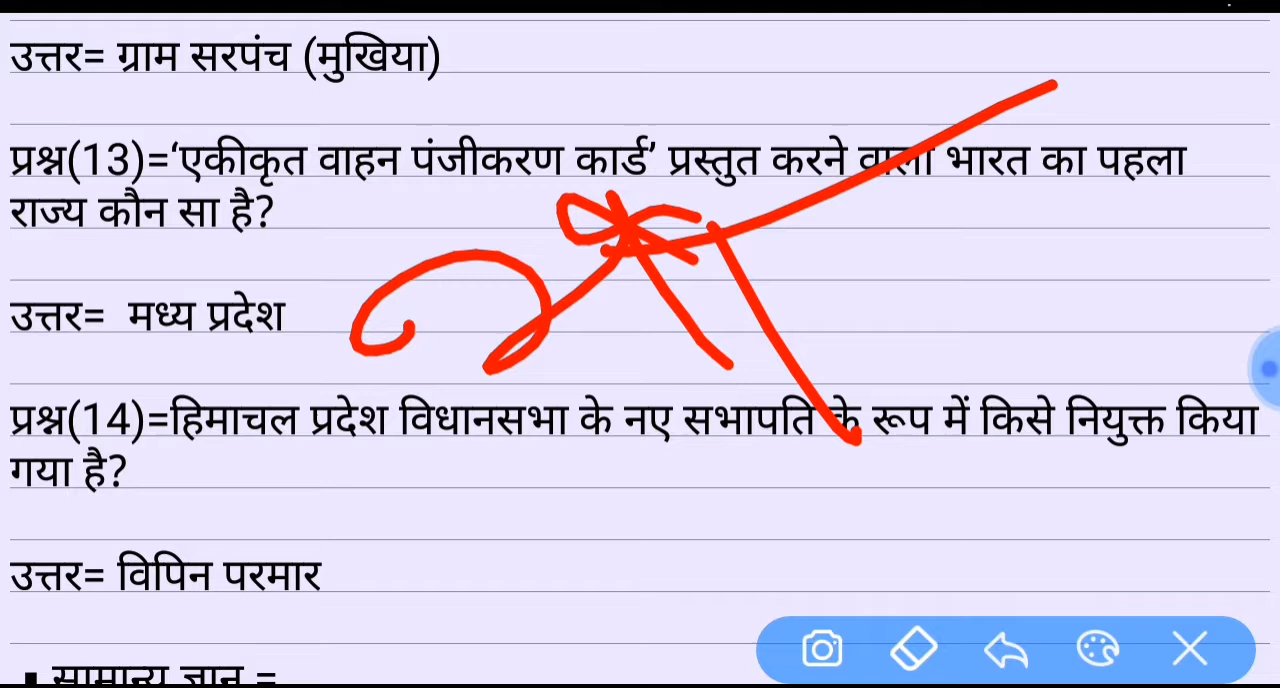 उत्तर= ग्राम सरपंच (मुखिया)
प्रश्न(13)=‘एकीकृत वाहन पंजीकरण कार्ड’ प्रस्तुत करने वाला भारत का पहला
राज्य कौन सा है?
उत्तर= मध्य प्रदेश
प्रश्न(14)=हिमाचल प्रदेश विधानसभा के नए सभापति के रूप में किसे नियुक्त किया
गया है?
उत्तर= विपिन परमार
▪ सामान्य ज्ञान =